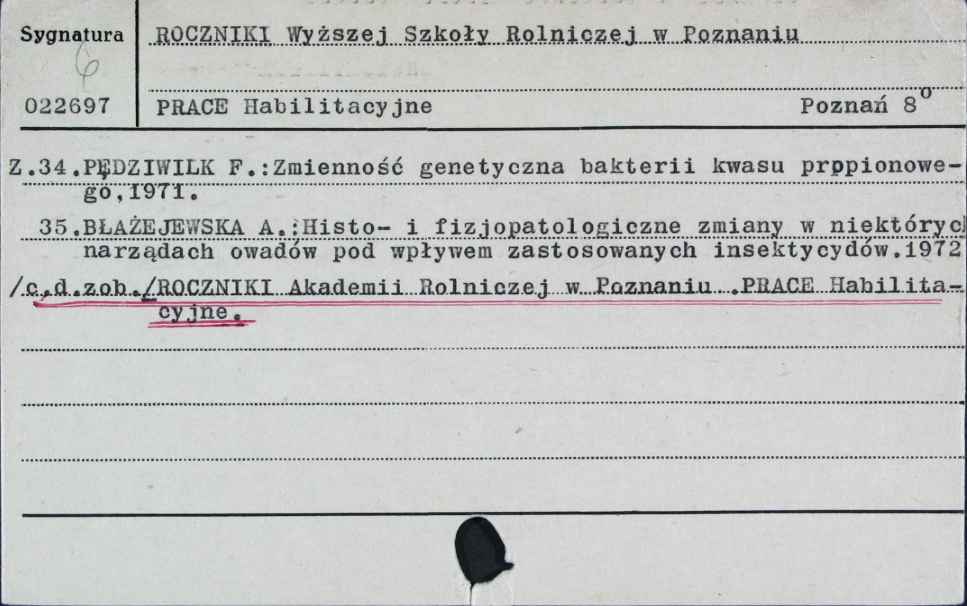 Sygnatura ROCZNIKI Wyższej Szkoły Rolniczej w Poznaniu
6
022697 PRACE Habilitacyjne Poznań 8°
Z.34.PĘDZIWILK F.:Zmienność genetyczna bakterii kwasu prppionowe-
go,1971.
35.BŁAŻEJEWSKA A.:Histo- i fizjopatologiczne zmiany w niektóryc
narządach owadów pod wpływem zastosowanych insektycydów.1972
/c.d.zob./ROCZNIKI Akademii Rolniczej w Poznaniu .PRACE Habilita-
cyjne.